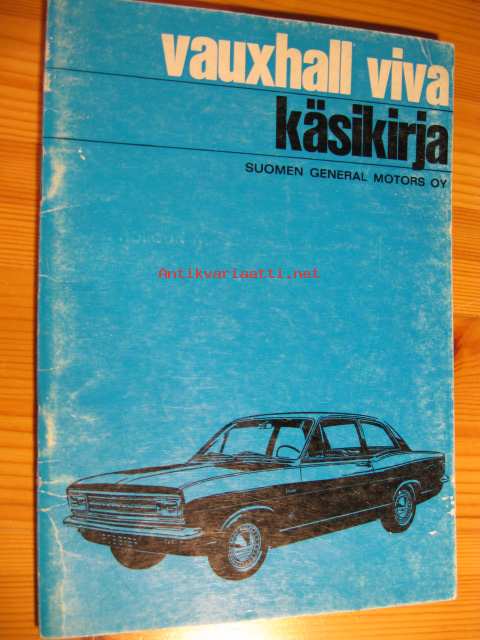 vauxhall viva
käsikirja
SUOMEN GENERAL MOTORS OY
Antikvariaatti.net